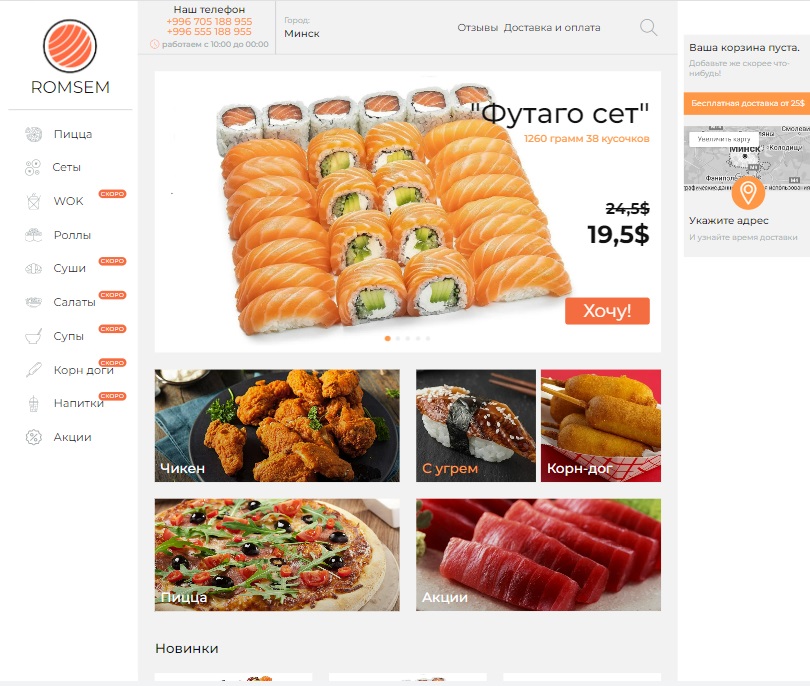 ROMSEM
Пицца
Сеты
WOK
СКОРО
Роллы
Суши
СКОРО
Салаты
СКОРО
Супы
СКОРО
Корн доги
СКОРО
Напитки
СКОРО
Акции
Наш телефон
+996 705 188 955
+996 555 188 955
работаем с 10:00 до 00:00
Город:
Минск
Отзывы Доставка и оплата
"Футаго сет"
1260 грамм 38 кусочков
24,5$
19,5$
Хочу!
Чикен
С угрем
Корн-дог
Пицца
Акции
Новинки
Ваша корзина пуста.
Добавьте же скорее что-
нибудь!
Бесплатная доставка от 25$
Увеличить карту
Минск
Колодищи
М1
Укажите адрес
И узнайте время доставки